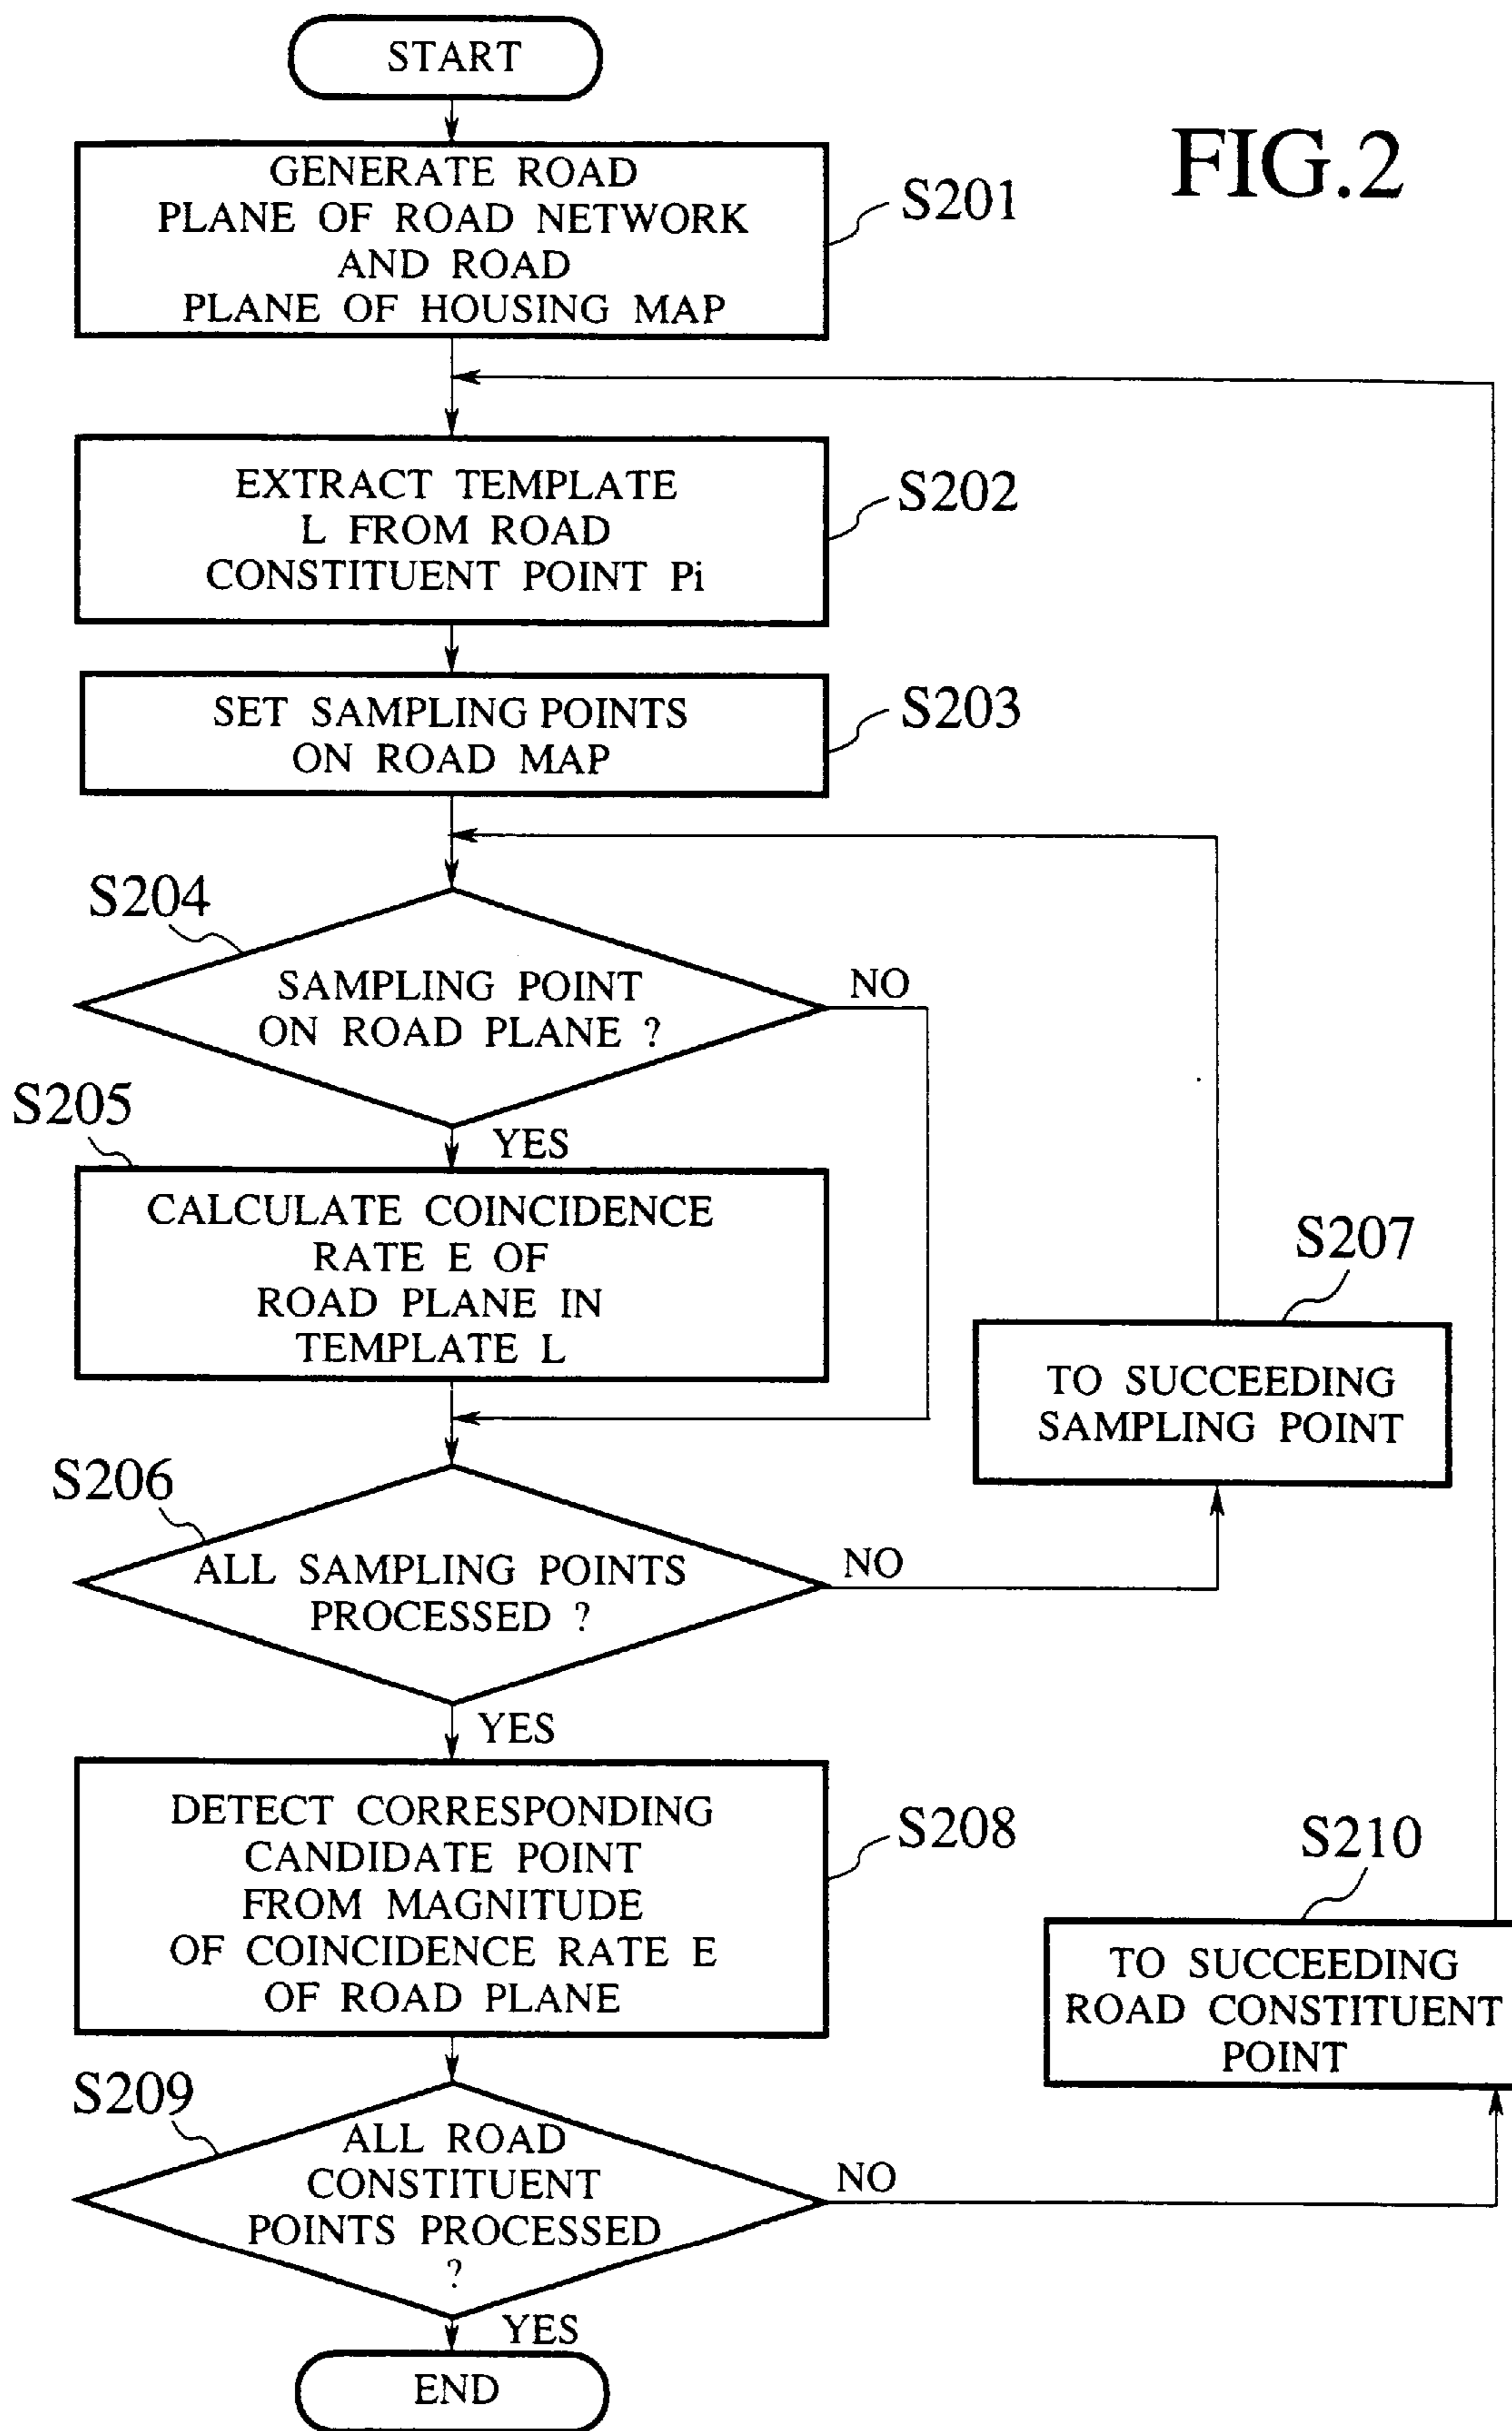 START
FIG.2
GENERATE ROAD
PLANE OF ROAD NETWORK
AND ROAD
PLANE OF HOUSING MAP
S201
EXTRACT TEMPLATE
L FROM ROAD
CONSTITUENT POINT Pi
S202
SET SAMPLING POINTS
ON ROAD MAP
S203
S204
SAMPLING POINT
ON ROAD PLANE ?
NO
YES
S205
CALCULATE COINCIDENCE
RATE E OF
ROAD PLANE IN
TEMPLATE L
S207
TO SUCCEEDING
SAMPLING POINT
S206
ALL SAMPLING POINTS
PROCESSED ?
NO
YES
DETECT CORRESPONDING
CANDIDATE POINT
FROM MAGNITUDE
OF COINCIDENCE RATE E
OF ROAD PLANE
S208
S210
TO SUCCEEDING
ROAD CONSTITUENT
POINT
S209
ALL ROAD
CONSTITUENT
POINTS PROCESSED
?
NO
YES
END